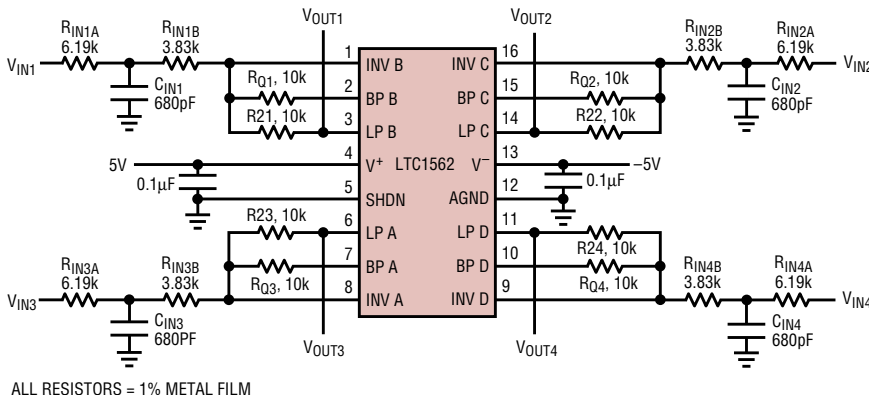 VOUT1
VOUT2
RIN1A
6.19k
RIN1B
3.83k
RIN2B
3.83k
RIN2A
6.19k
VIN1
VIN2
1
INV B
INV C
16
CIN1
680pF
RQ1, 10k
2
BP B
BP C
15
RQ2, 10k
CIN2
680pF
R21, 10k
3
LP B
LP C
14
R22, 10k
5V
4
V+
LTC1562
V–
13
–5V
0.1µF
5
SHDN
AGND
12
0.1µF
R23, 10k
6
LP A
LP D
11
R24, 10k
RIN3A
6.19k
RIN3B
3.83k
7
BP A
BP D
10
RIN4B
3.83k
RIN4A
6.19k
RQ3, 10k
RQ4, 10k
VIN3
8
INV A
INV D
9
VIN4
CIN3
680PF
CIN4
680pF
VOUT3
VOUT4
ALL RESISTORS = 1% METAL FILM